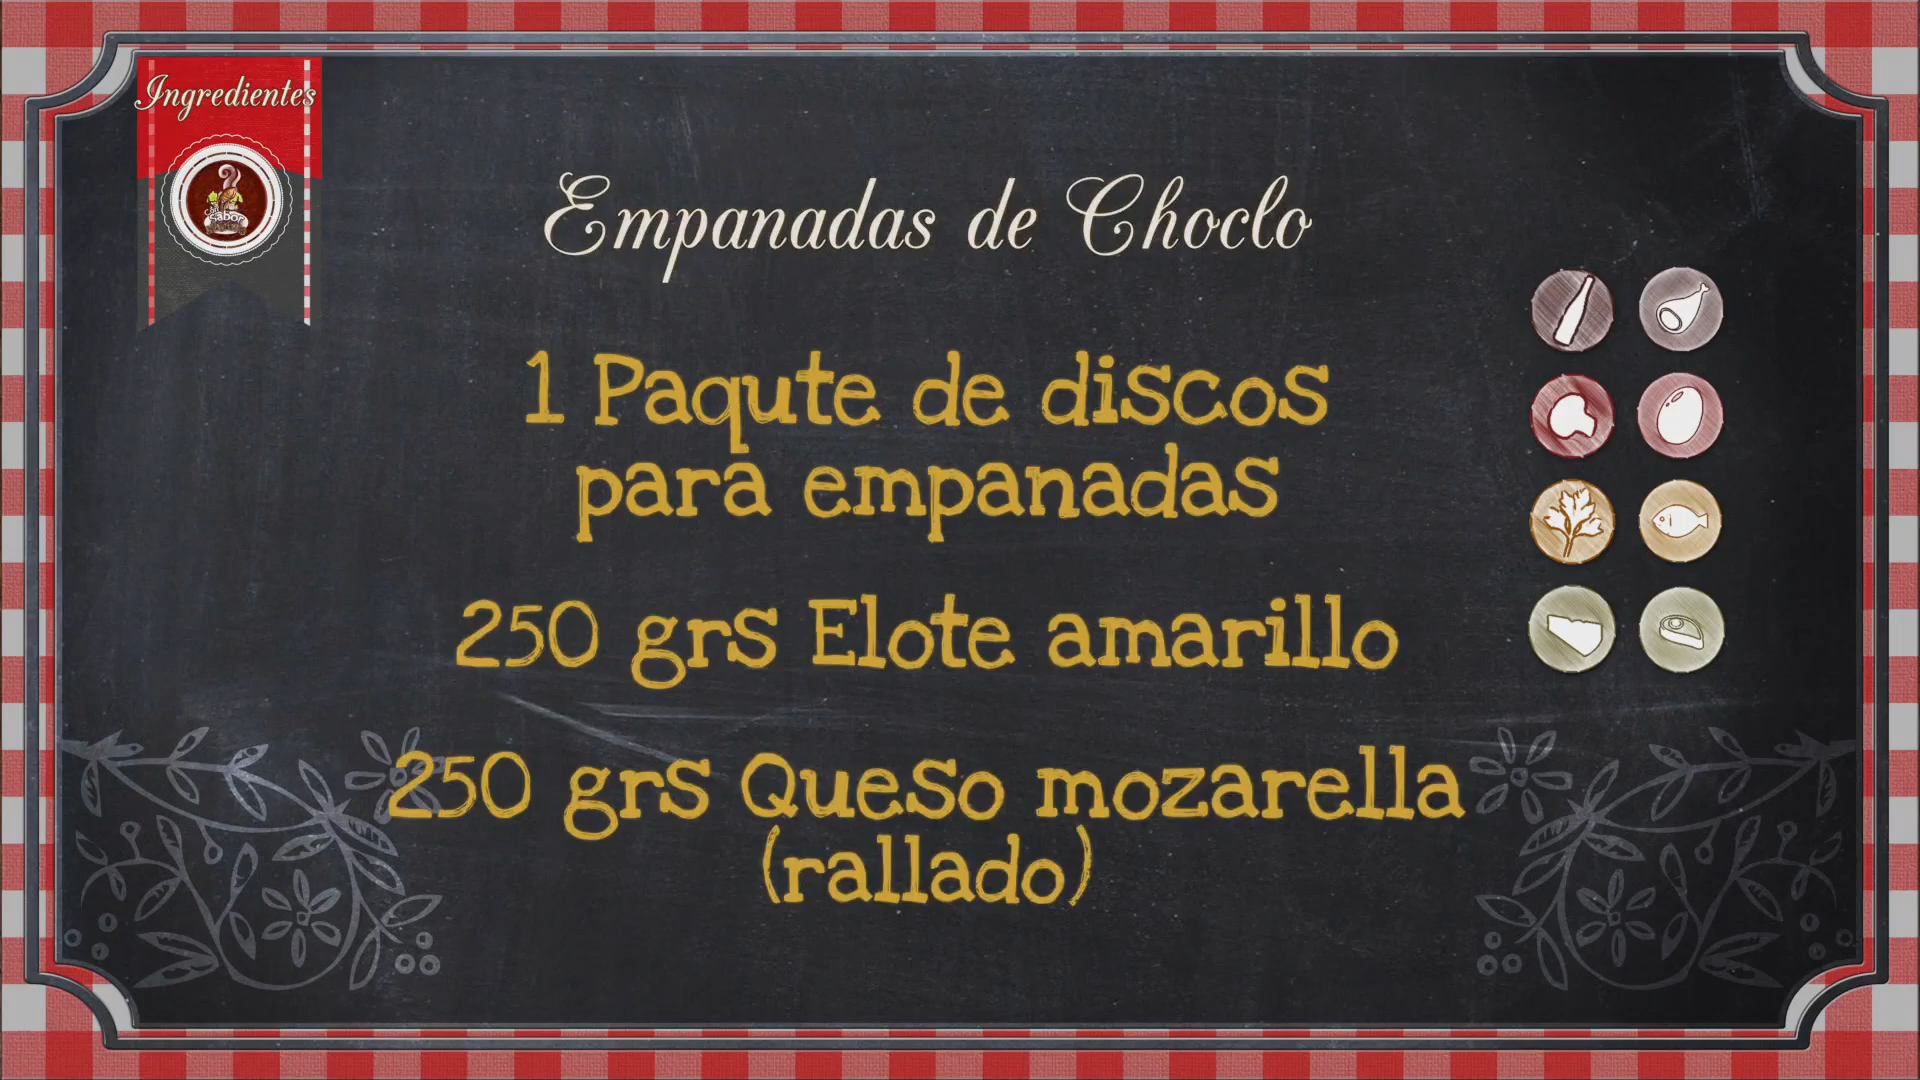 Ingredientes
Sabor
Empanadas de Choclo
1 Paqute de discos
para empanadas
250 grs Elote amarillo
250 grs Queso mozarella
(rallado)